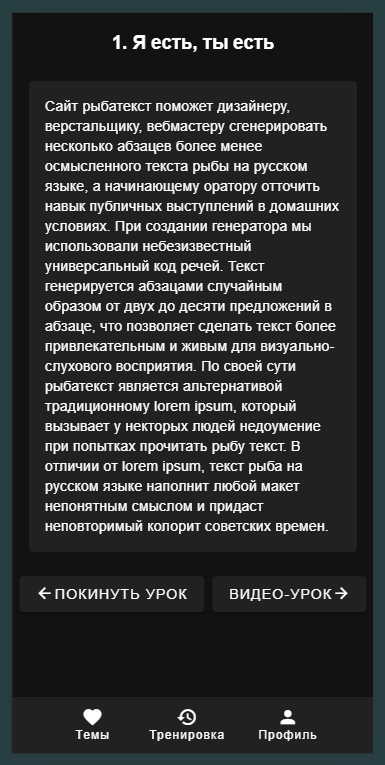 1. Я есть, ты есть
Сайт рыбатекст поможет дизайнеру,
верстальщику, вебмастеру сгенерировать
несколько абзацев более менее
осмысленного текста рыбы на русском
языке, а начинающему оратору отточить
навык публичных выступлений в домашних
условиях. При создании генератора мы
использовали небезизвестный
универсальный код речей. Текст
генерируется абзацами случайным
образом от двух до десяти предложений в
абзаце, что позволяет сделать текст более
привлекательным и живым для визуально-
слухового восприятия. По своей сути
рыбатекст является альтернативой
традиционному lorem ipsum, который
вызывает у некторых людей недоумение
при попытках прочитать рыбу текст. В
отличии от lorem ipsum, текст рыба на
русском языке наполнит любой макет
непонятным смыслом и придаст
неповторимый колорит советских времен.
ПОКИНУТЬ УРОК
ВИДЕО-УРОК
Темы
Тренировка
Профиль